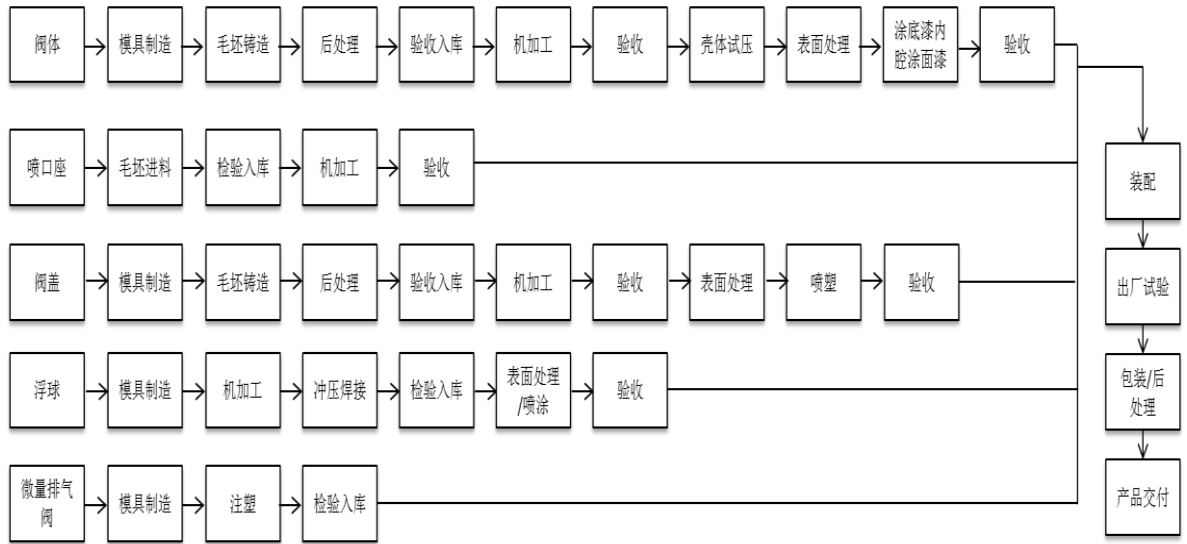 阀体
模具制造
毛坯铸造
后处理
验收入库
机加工
验收
壳体试压
表面处理
涂底漆内
腔涂面漆
验收
喷口座
毛坯进料
检验入库
机加工
验收
装配
阀盖
模具制造
毛坯铸造
后处理
验收入库
机加工
验收
表面处理
喷塑
验收
出厂试验
浮球
模具制造
机加工
冲压焊接
检验入库
表面处理
/喷涂
验收
包装/后
处理
微量排气
阀
模具制造
注塑
检验入库
产品交付